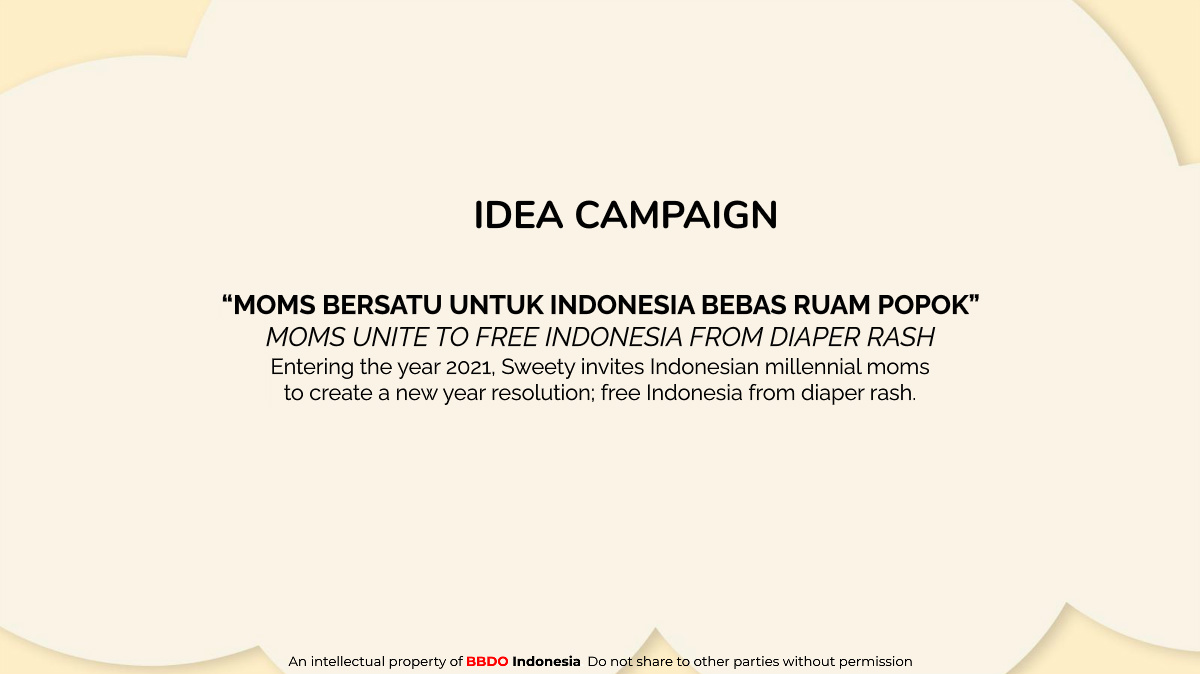 IDEA CAMPAIGN
“MOMS BERSATU UNTUK INDONESIA BEBAS RUAM POPOK”
MOMS UNITE TO FREE INDONESIA FROM DIAPER RASH
Entering the year 2021, Sweety invites Indonesian millennial moms
to create a new year resolution; free Indonesia from diaper rash.
An intellectual property of BBDO Indonesia Do not share to other parties without permission